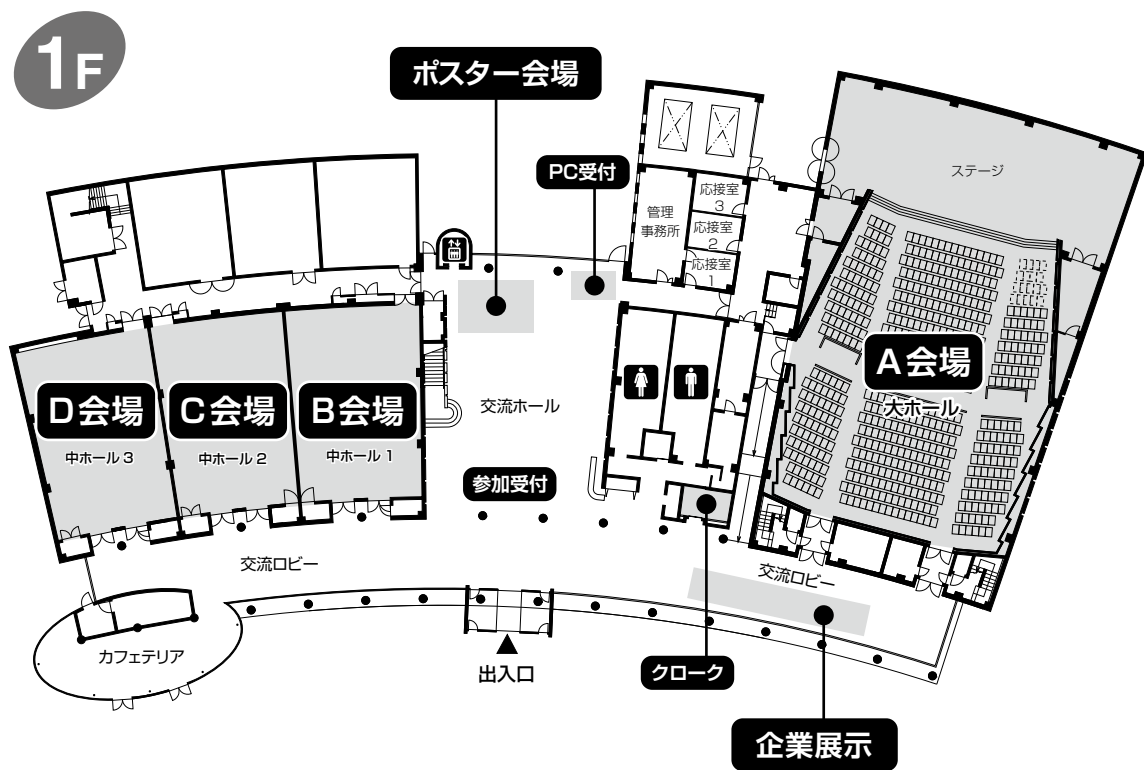 1F
ポスター会場
PC受付
ステージ
応接室
3
管理
事務所
応接室
2
応接室
1
A会場
大ホール
D会場
C会場
B会場
中ホール3
中ホール2
中ホール1
交流ホール
参加受付
交流ロビー
交流ロビー
カフェテリア
出入口
クローク
企業展示